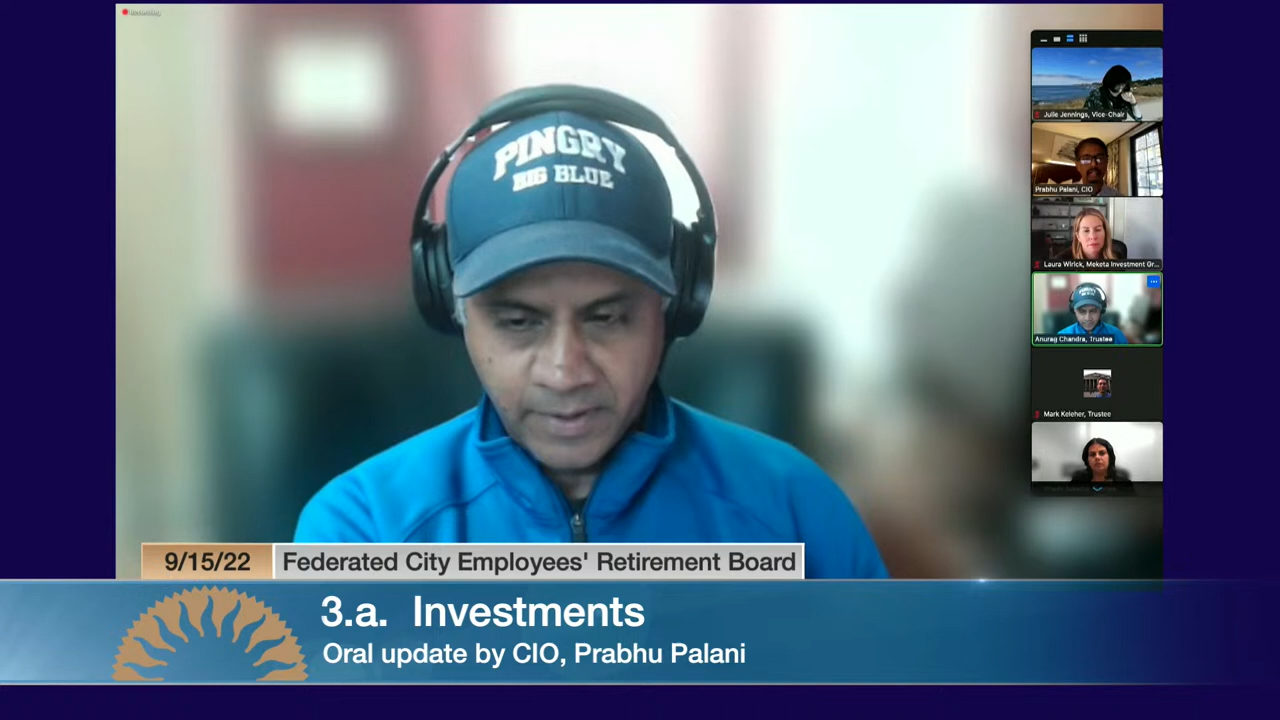 Recording
PINGRY
BIG BLUE
Julie Jennings, Vice-Chair
Prabhu Palani, CIO
Laura Wirick, Meketa Investment Gr...
Anurag Chandra, Trustee
Mark Keleher, Trustee
9/15/22
Federated City Employees' Retirement Board
3.a. Investments
Oral update by CIO, Prabhu Palani